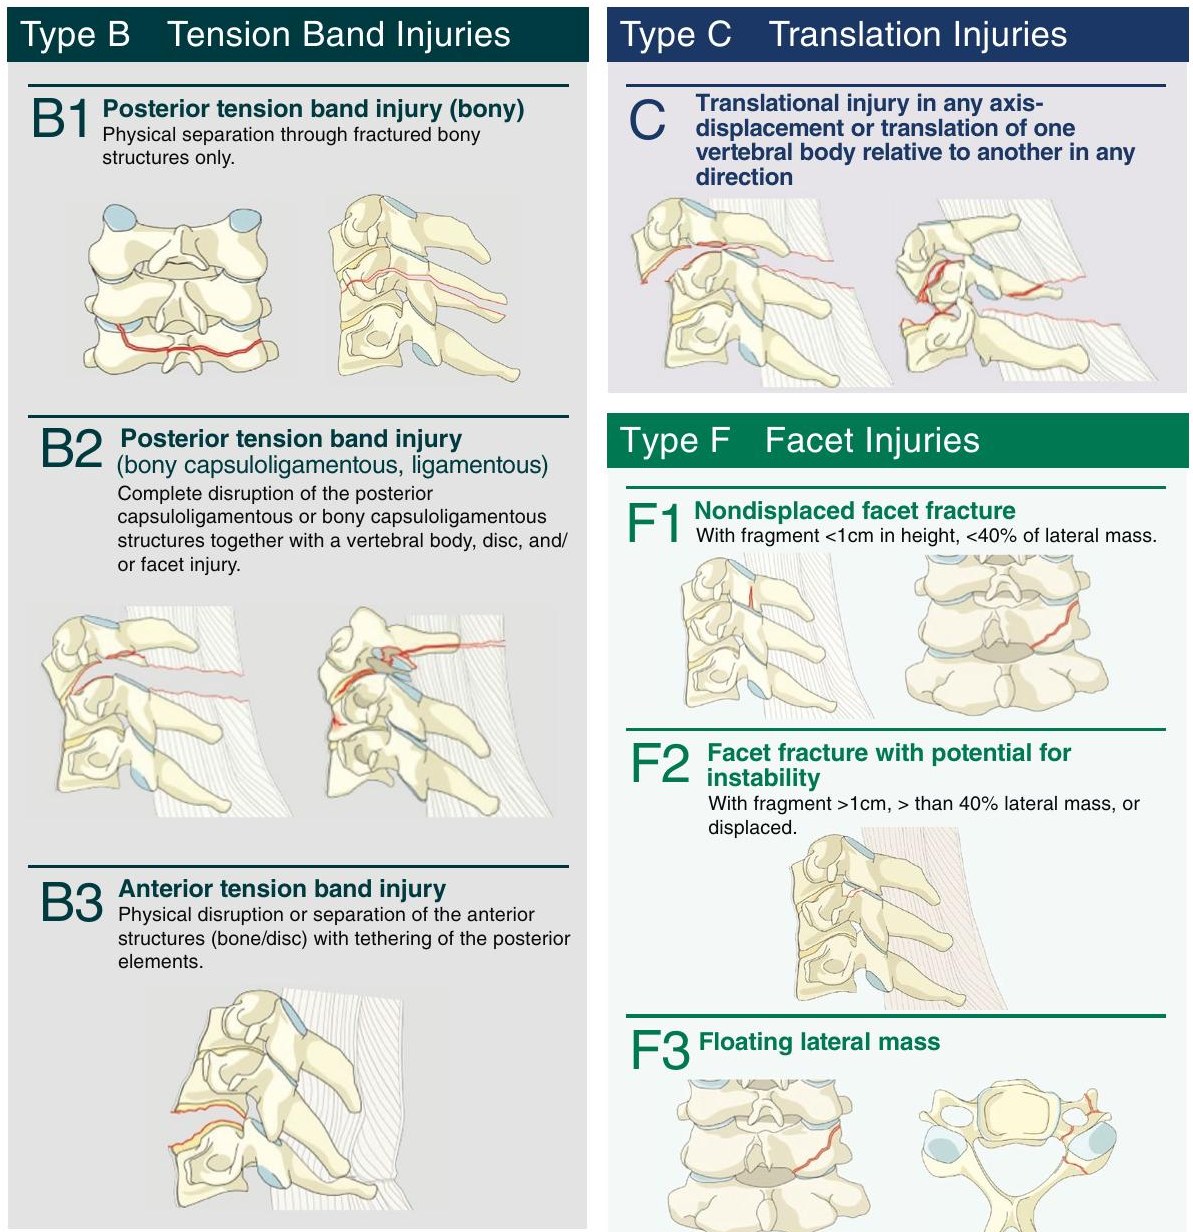 Type B Tension Band Injuries
B1 Posterior tension band injury (bony)
Physical separation through fractured bony
structures only.
B2 Posterior tension band injury
(bony capsuloligamentous, ligamentous)
Complete disruption of the posterior
capsuloligamentous or bony capsuloligamentous
structures together with a vertebral body, disc, and/
or facet injury.
B3 Anterior tension band injury
Physical disruption or separation of the anterior
structures (bone/disc) with tethering of the posterior
elements.
Type C Translation Injuries
C Translational injury in any axis-
displacement or translation of one
vertebral body relative to another in any
direction
Type F Facet Injuries
F1 Nondisplaced facet fracture
With fragment <1cm in height, <40% of lateral mass.
F2 Facet fracture with potential for
instability
With fragment >1cm, > than 40% lateral mass, or
displaced.
F3 Floating lateral mass